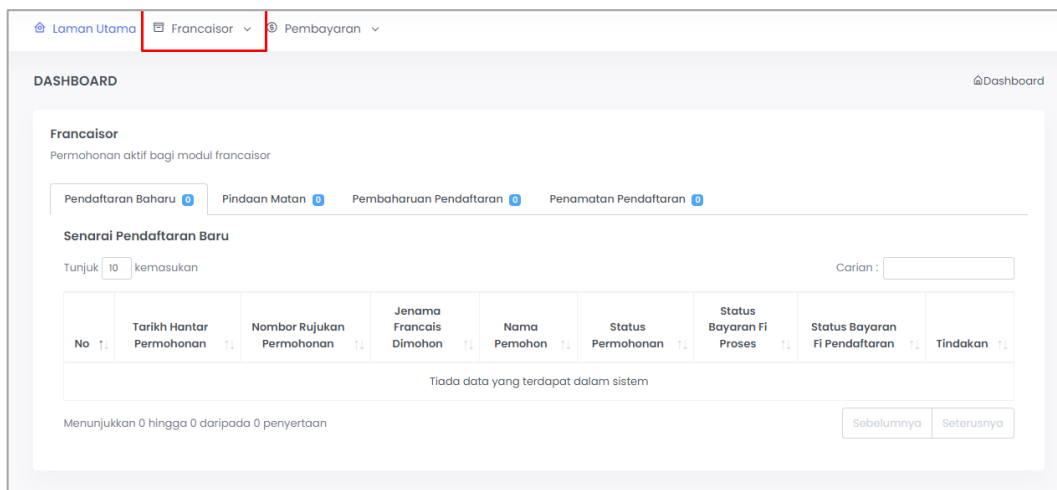 Laman Utama Francaisor Pembayaran
DASHBOARD Dashboard
Francaisor
Permohonan aktif bagi modul francaisor
Pendaftaran Baharu 0 Pindaan Matan 0 Pembaharuan Pendaftaran 0 Penamatan Pendaftaran 0
Senarai Pendaftaran Baru
Tunjuk 10 kemasukan Carian :
No
Tarikh Hantar
Permohonan
Nombor Rujukan
Permohonan
Jenama
Francais
Dimohon
Nama
Pemohon
Status
Permohonan
Status
Bayaran Fi
Proses
Status Bayaran
Fi Pendaftaran
Tindakan
Tiada data yang terdapat dalam sistem
Menunjukkan 0 hingga 0 daripada 0 penyertaan Sebelumnya Seterusnya